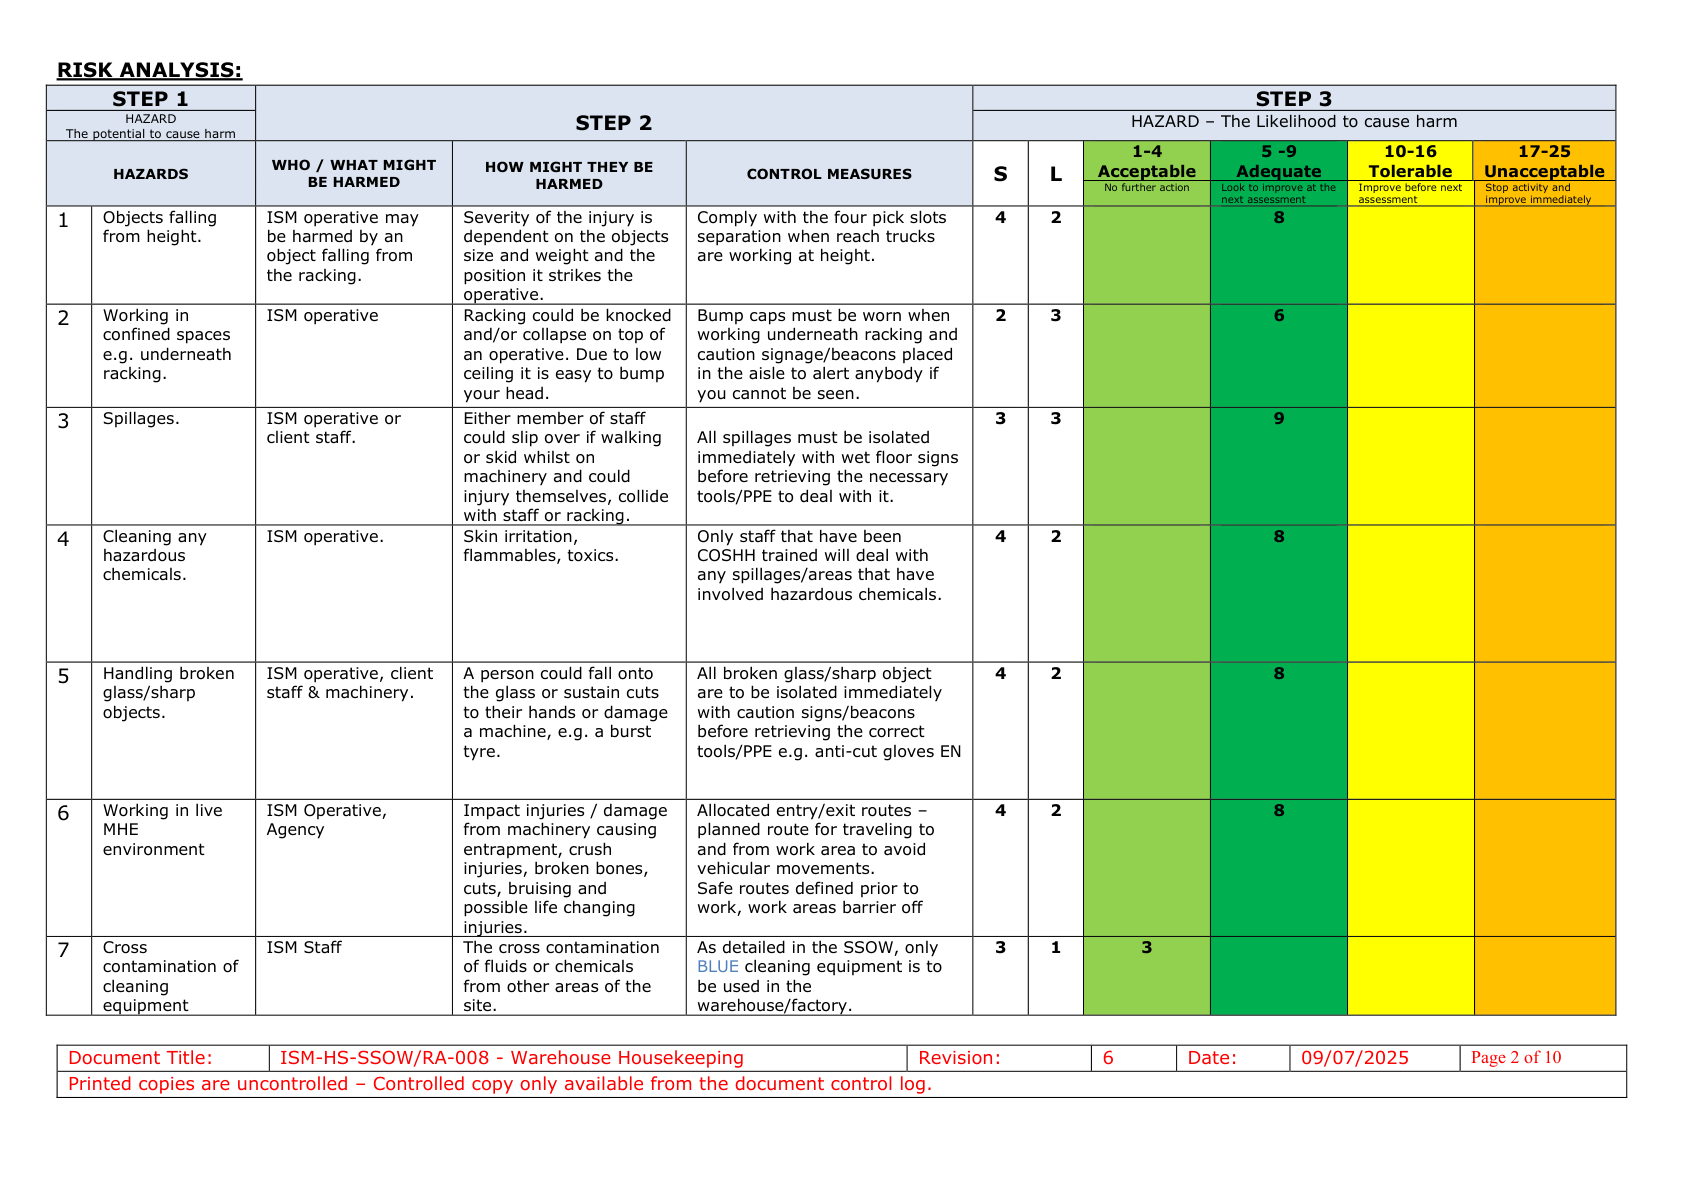 RISK ANALYSIS:
STEP 1
HAZARD
The potential to cause harm
STEP 2
STEP 3
HAZARD – The Likelihood to cause harm
HAZARDS
WHO / WHAT MIGHT
BE HARMED
HOW MIGHT THEY BE
HARMED
CONTROL MEASURES
S
L
1-4
Acceptable
No further action
5 -9
Adequate
Look to improve at the
next assessment
10-16
Tolerable
Improve before next
assessment
17-25
Unacceptable
Stop activity and
improve immediately
1
Objects falling
from height.
ISM operative may
be harmed by an
object falling from
the racking.
Severity of the injury is
dependent on the objects
size and weight and the
position it strikes the
operative.
Comply with the four pick slots
separation when reach trucks
are working at height.
4
2
8
2
Working in
confined spaces
e.g. underneath
racking.
ISM operative
Racking could be knocked
and/or collapse on top of
an operative. Due to low
ceiling it is easy to bump
your head.
Bump caps must be worn when
working underneath racking and
caution signage/beacons placed
in the aisle to alert anybody if
you cannot be seen.
2
3
6
3
Spillages.
ISM operative or
client staff.
Either member of staff
could slip over if walking
or skid whilst on
machinery and could
injury themselves, collide
with staff or racking.
All spillages must be isolated
immediately with wet floor signs
before retrieving the necessary
tools/PPE to deal with it.
3
3
9
4
Cleaning any
hazardous
chemicals.
ISM operative.
Skin irritation,
flammables, toxics.
Only staff that have been
COSHH trained will deal with
any spillages/areas that have
involved hazardous chemicals.
4
2
8
5
Handling broken
glass/sharp
objects.
ISM operative, client
staff & machinery.
A person could fall onto
the glass or sustain cuts
to their hands or damage
a machine, e.g. a burst
tyre.
All broken glass/sharp object
are to be isolated immediately
with caution signs/beacons
before retrieving the correct
tools/PPE e.g. anti-cut gloves EN
4
2
8
6
Working in live
MHE
environment
ISM Operative,
Agency
Impact injuries / damage
from machinery causing
entrapment, crush
injuries, broken bones,
cuts, bruising and
possible life changing
injuries.
Allocated entry/exit routes –
planned route for traveling to
and from work area to avoid
vehicular movements.
Safe routes defined prior to
work, work areas barrier off
4
2
8
7
Cross
contamination of
cleaning
equipment
ISM Staff
The cross contamination
of fluids or chemicals
from other areas of the
site.
As detailed in the SSOW, only
BLUE cleaning equipment is to
be used in the
warehouse/factory.
3
1
3
Document Title:
ISM-HS-SSOW/RA-008 - Warehouse Housekeeping
Revision:
6
Date:
09/07/2025
Page 2 of 10
Printed copies are uncontrolled – Controlled copy only available from the document control log.